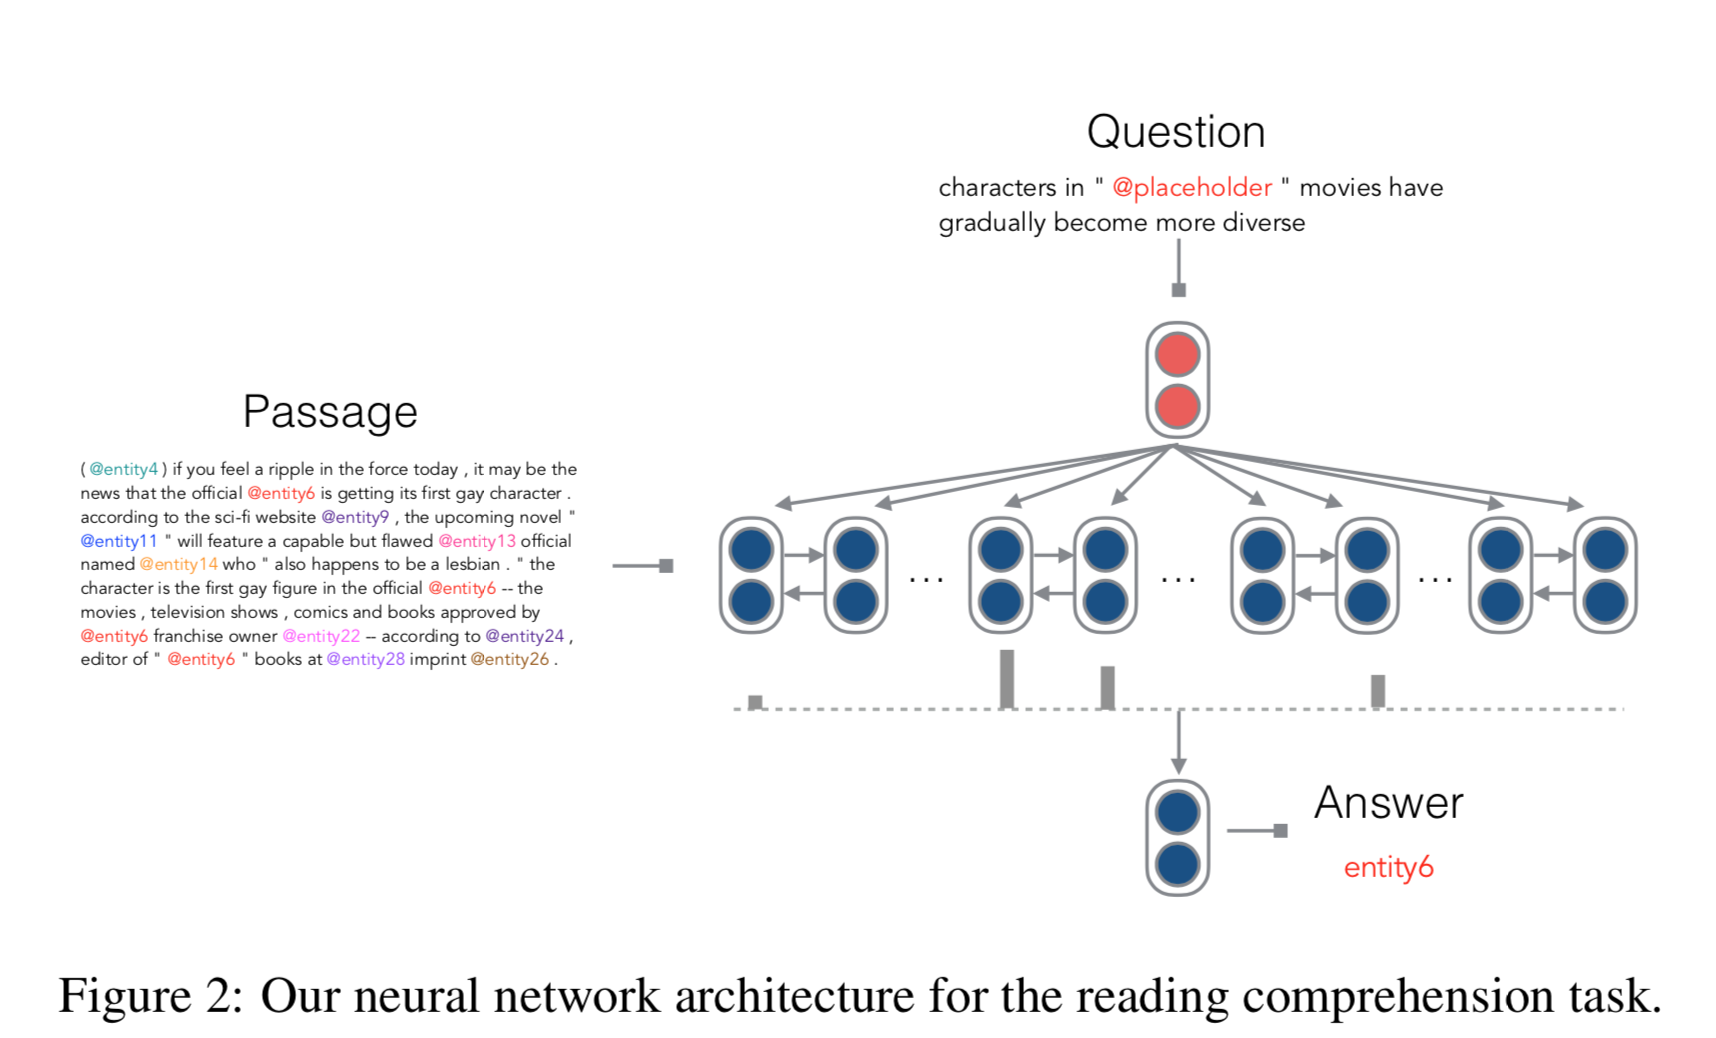 Question
characters in " @placeholder " movies have
gradually become more diverse
Passage
( @entity4 ) if you feel a ripple in the force today , it may be the
news that the official @entity6 is getting its first gay character .
according to the sci-fi website @entity9 , the upcoming novel "
@entity11 " will feature a capable but flawed @entity13 official
named @entity14 who " also happens to be a lesbian . " the
character is the first gay figure in the official @entity6 -- the
movies , television shows , comics and books approved by
@entity6 franchise owner @entity22 -- according to @entity24 ,
editor of " @entity6 " books at @entity28 imprint @entity26 .
... ... ...
Answer
entity6
Figure 2: Our neural network architecture for the reading comprehension task.